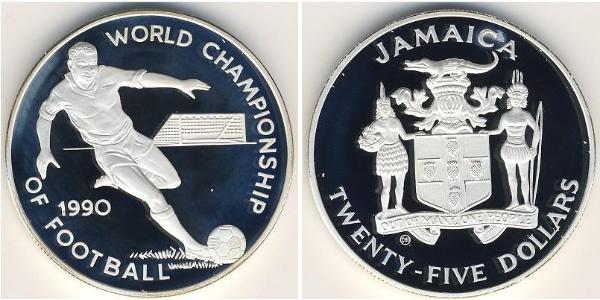 WORLD CHAMPIONSHIP
OF FOOTBALL
1990
JAMAICA
OUT OF MANY, ONE PEOPLE
TWENTY-FIVE DOLLARS